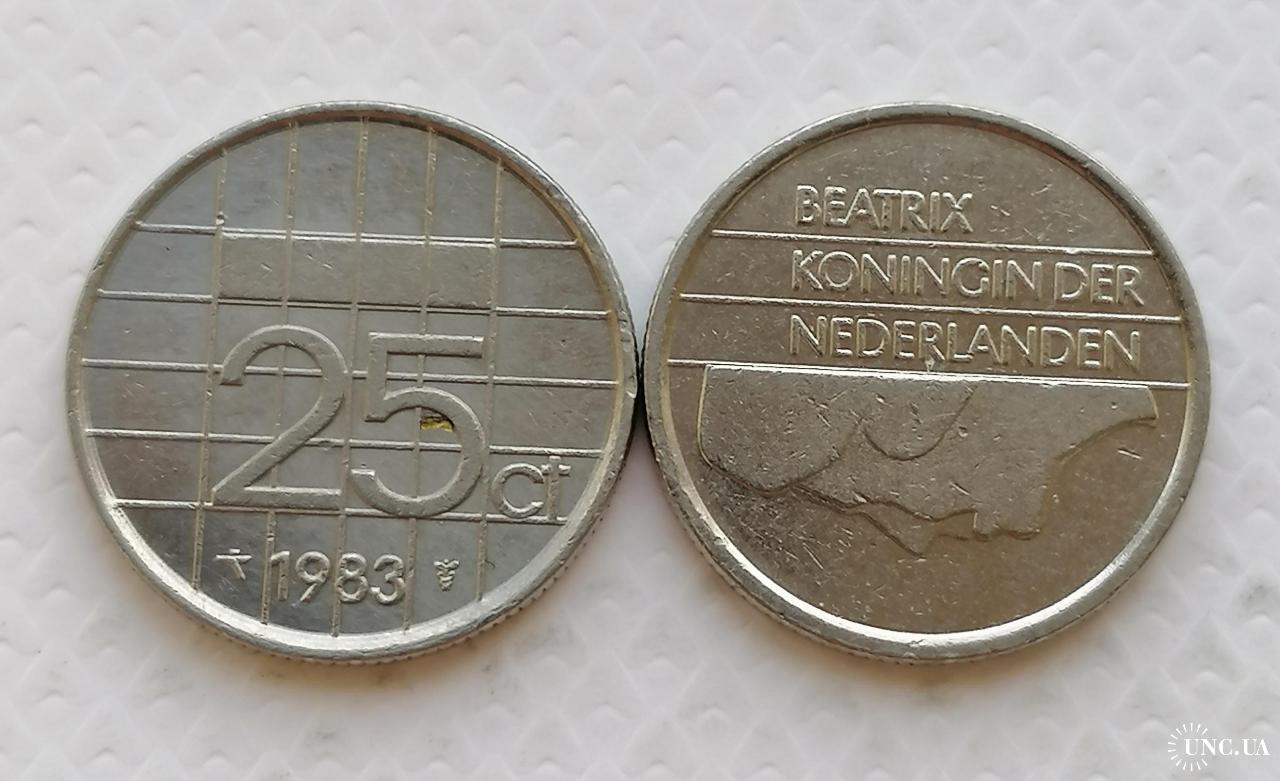 25 ct
1983
BEATRIX
KONINGIN DER
NEDERLANDEN
UNC.UA